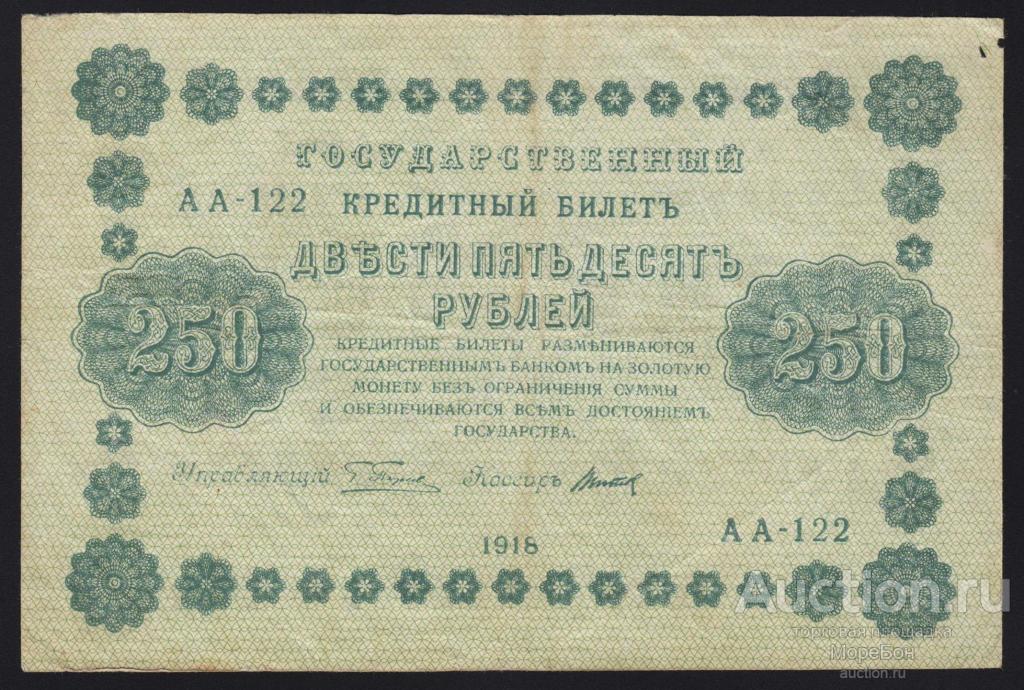 ГОСУДАРСТВЕННЫЙ
АА-122 КРЕДИТНЫЙ БИЛЕТЪ
ДВѢСТИ ПЯТЬДЕСЯТЪ
РУБЛЕЙ
250
250
КРЕДИТНЫЕ БИЛЕТЫ РАЗМѢНИВАЮТСЯ
ГОСУДАРСТВЕННЫМЪ БАНКОМЪ НА ЗОЛОТУЮ
МОНЕТУ БЕЗЪ ОГРАНИЧЕНІЯ СУММЫ
И ОБЕЗПЕЧИВАЮТСЯ ВСѢМЪ ДОСТОЯНІЕМЪ
ГОСУДАРСТВА.
Управляющій Кассиръ
АА-122
1918
Auction.ru
торговая площадка
МореБон
auction.ru